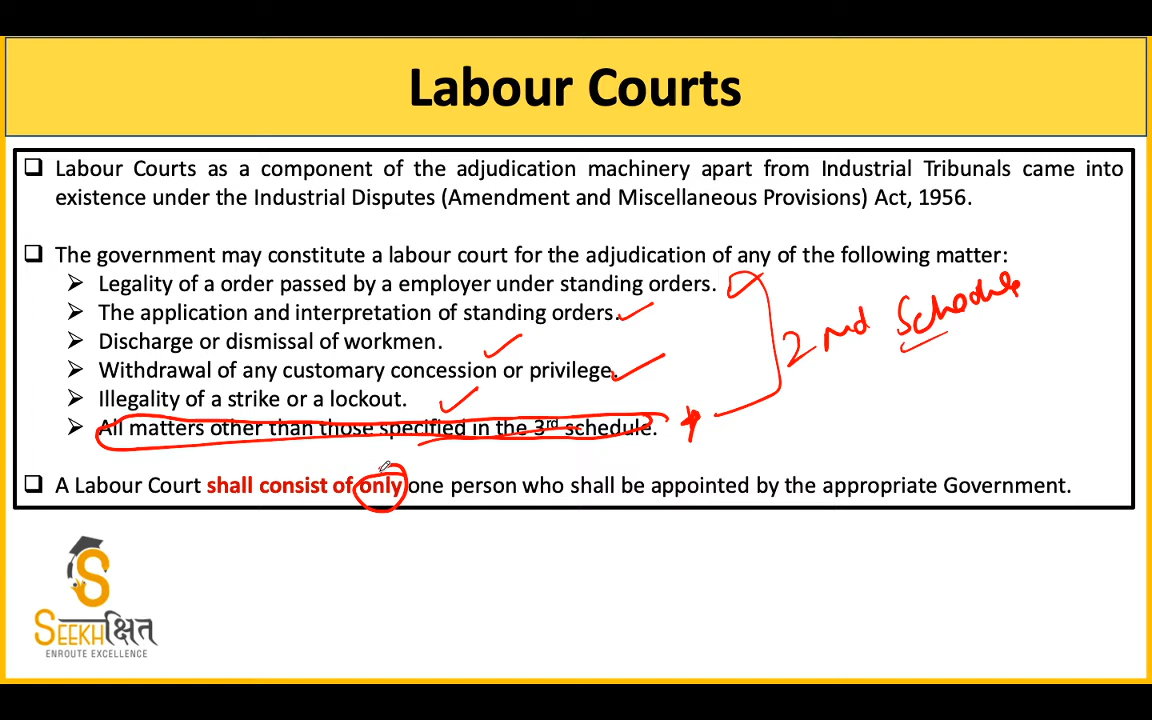 Labour Courts
Labour Courts as a component of the adjudication machinery apart from Industrial Tribunals came into
existence under the Industrial Disputes (Amendment and Miscellaneous Provisions) Act, 1956.
The government may constitute a labour court for the adjudication of any of the following matter:
Legality of a order passed by a employer under standing orders.
The application and interpretation of standing orders.
Discharge or dismissal of workmen.
Withdrawal of any customary concession or privilege.
Illegality of a strike or a lockout.
All matters other than those specified in the 3rd schedule.
2nd Schedule
A Labour Court shall consist of only one person who shall be appointed by the appropriate Government.
SEEKHक्षित
ENROUTE EXCELLENCE